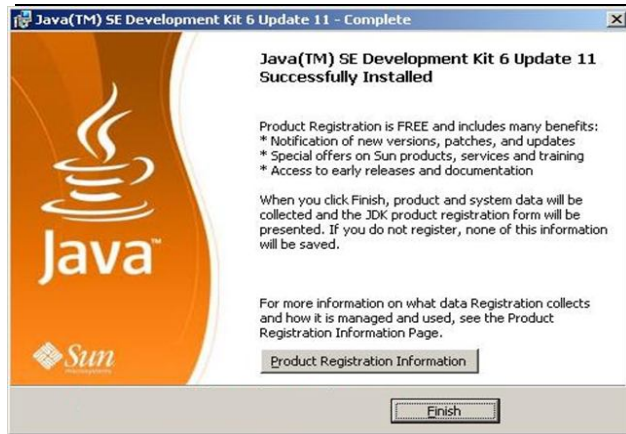 Java(TM) SE Development Kit 6 Update 11 - Complete
Java(TM) SE Development Kit 6 Update 11
Successfully Installed
Product Registration is FREE and includes many benefits:
* Notification of new versions, patches, and updates
* Special offers on Sun products, services and training
* Access to early releases and documentation
When you click Finish, product and system data will be
collected and the JDK product registration form will be
presented. If you do not register, none of this information
will be saved.
Java™
For more information on what data Registration collects
and how it is managed and used, see the Product
Registration Information Page.
Sun
microsystems
Product Registration Information
Finish